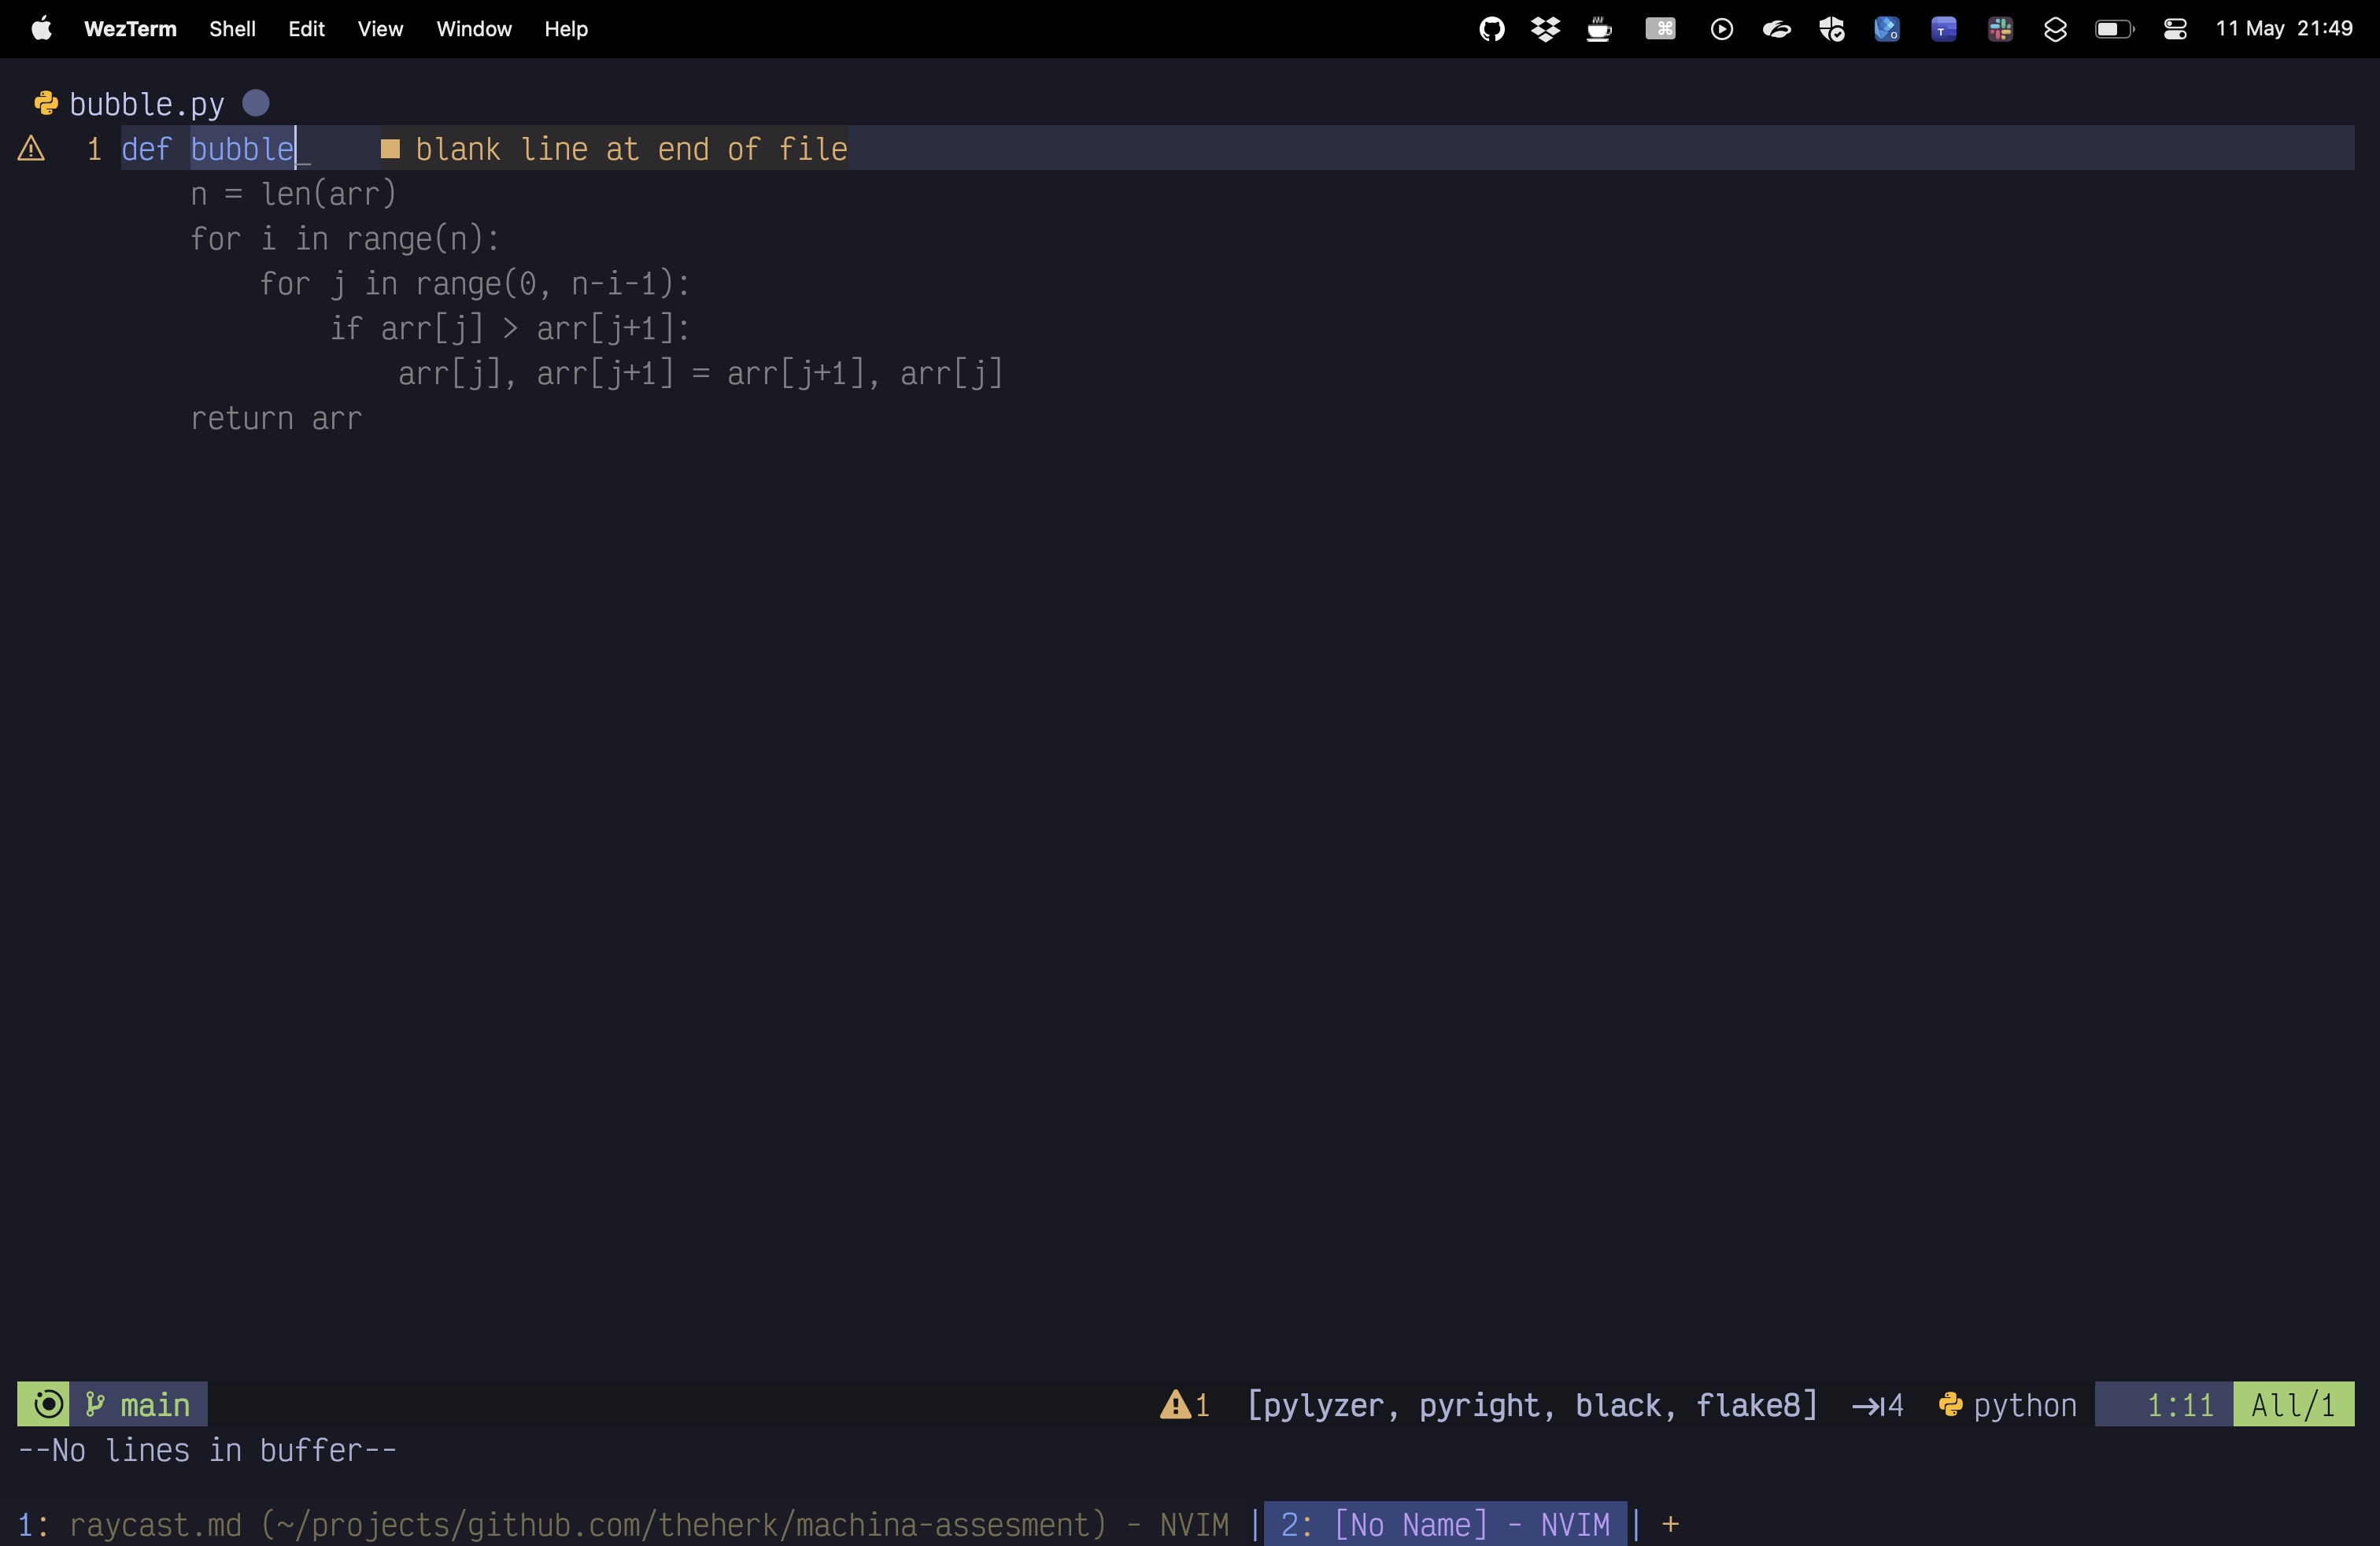 WezTerm Shell Edit View Window Help 11 May 21:49
bubble.py
1 def bubble_ ■ blank line at end of file
    n = len(arr)
    for i in range(n):
        for j in range(0, n-i-1):
            if arr[j] > arr[j+1]:
                arr[j], arr[j+1] = arr[j+1], arr[j]
    return arr
main 1 [pylyzer, pyright, black, flake8] 4 python 1:11 All/1
--No lines in buffer--
1: raycast.md (~/projects/github.com/theherk/machina-assesment) - NVIM | 2: [No Name] - NVIM | +